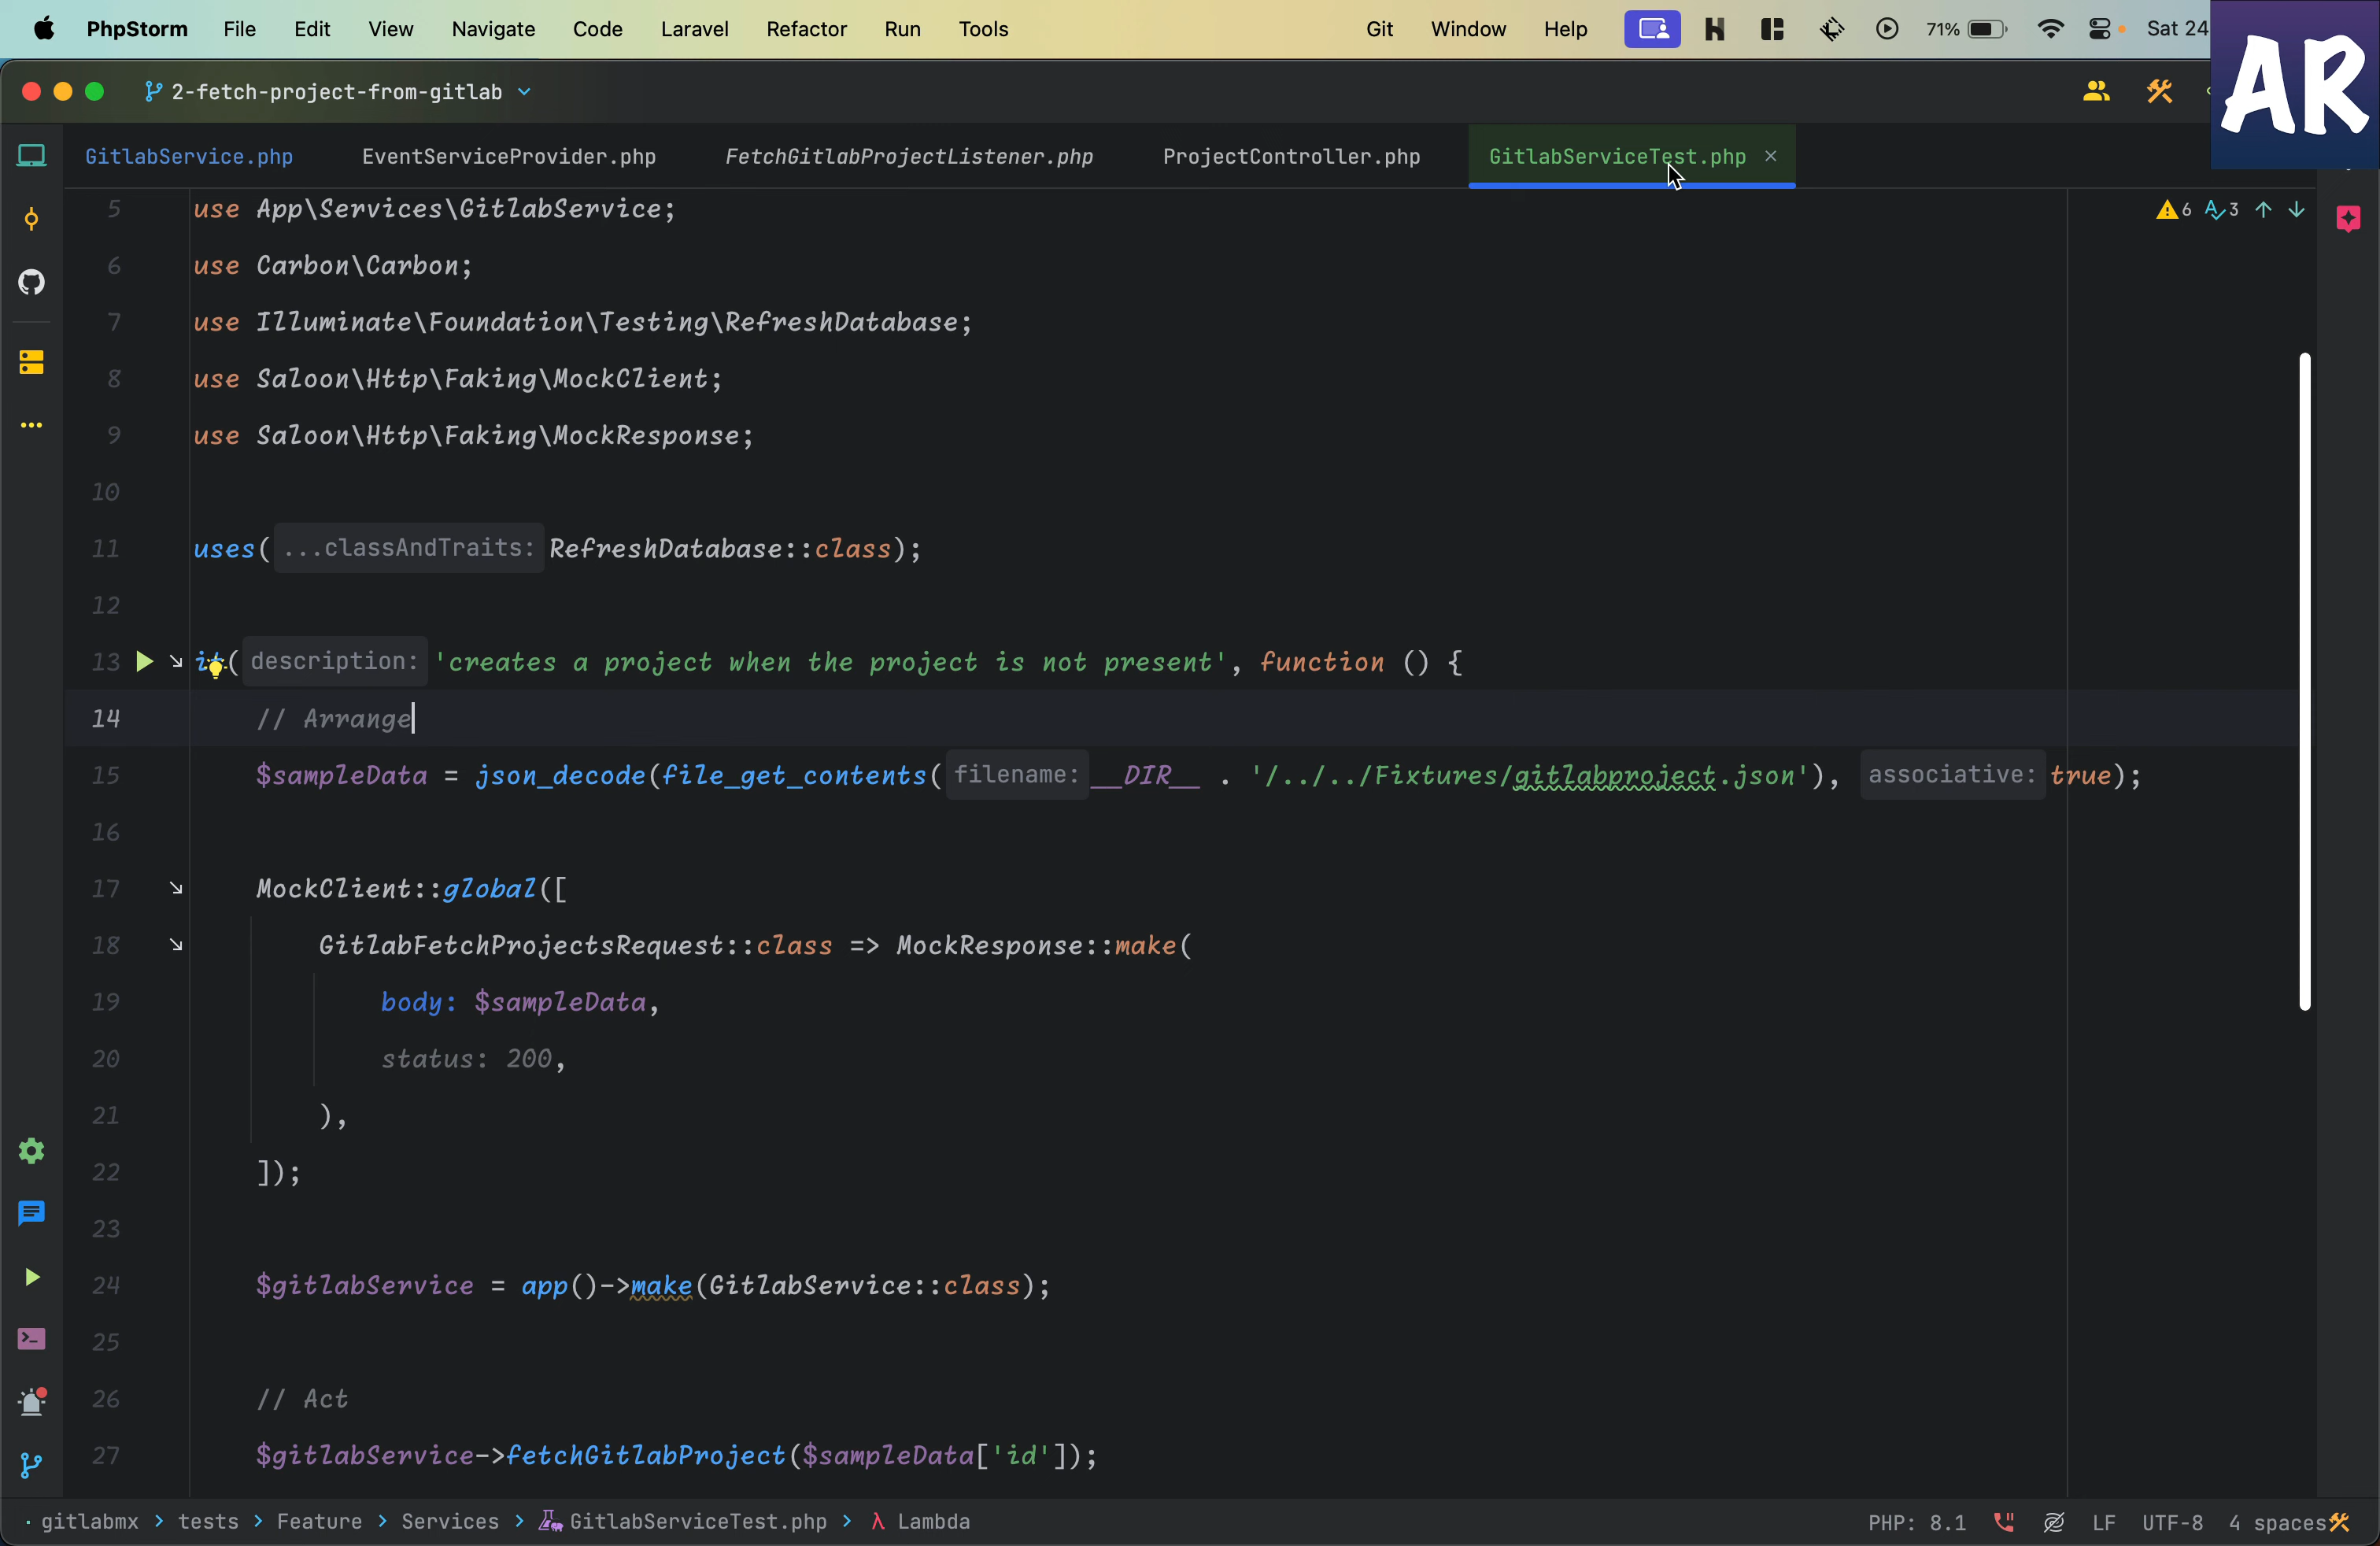 PhpStorm File Edit View Navigate Code Laravel Refactor Run Tools Git Window Help 71% Sat 24
AR
2-fetch-project-from-gitlab
GitlabService.php EventServiceProvider.php FetchGitlabProjectListener.php ProjectController.php GitlabServiceTest.php
6 3
5 use App\Services\GitlabService;
6 use Carbon\Carbon;
7 use Illuminate\Foundation\Testing\RefreshDatabase;
8 use Saloon\Http\Faking\MockClient;
9 use Saloon\Http\Faking\MockResponse;
10
11 uses( ...classAndTraits: RefreshDatabase::class);
12
13 it( description: 'creates a project when the project is not present', function () {
14 // Arrange
15 $sampleData = json_decode(file_get_contents( filename: __DIR__ . '/../../Fixtures/gitlabproject.json'), associative: true);
16
17 MockClient::global([
18 GitlabFetchProjectsRequest::class => MockResponse::make(
19 body: $sampleData,
20 status: 200,
21 ),
22 ]);
23
24 $gitlabService = app()->make(GitlabService::class);
25
26 // Act
27 $gitlabService->fetchGitlabProject($sampleData['id']);
gitlabmx > tests > Feature > Services > GitlabServiceTest.php > λ Lambda PHP: 8.1 LF UTF-8 4 spaces